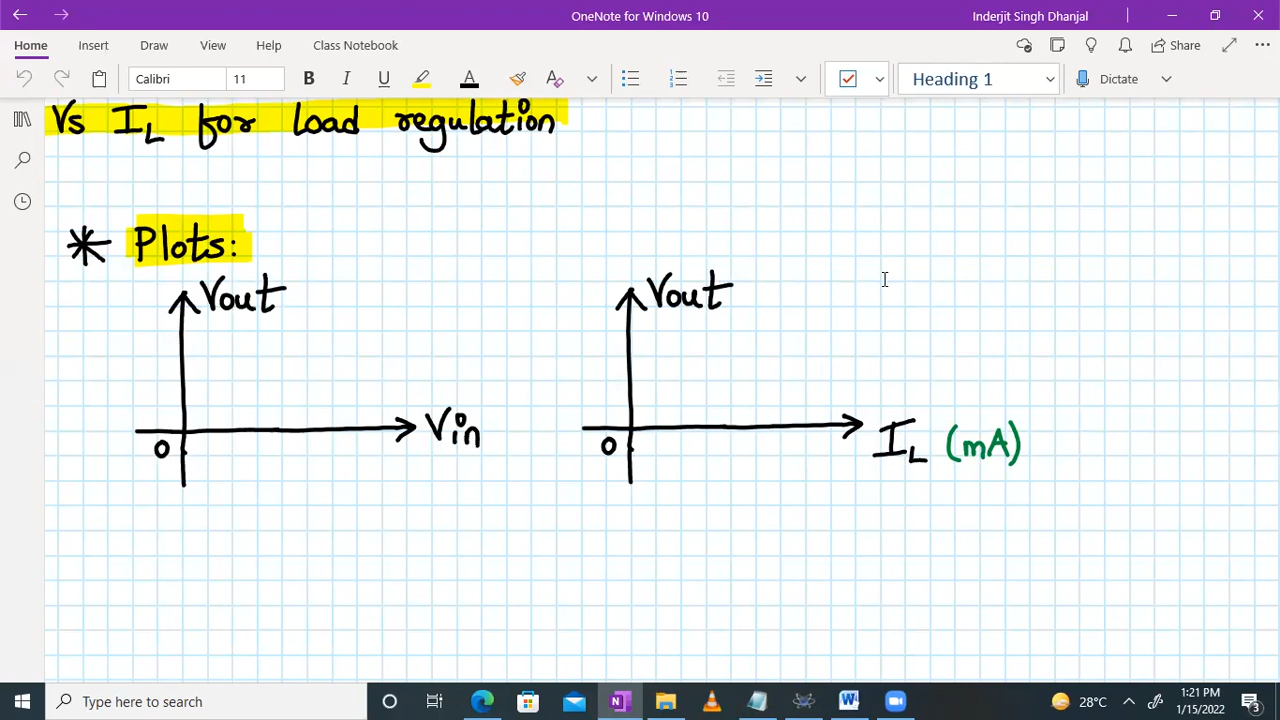 OneNote for Windows 10
Inderjit Singh Dhanjal
Home Insert Draw View Help Class Notebook
Share
Calibri 11 B I U A A Heading 1 Dictate
Vs IL for load regulation
* Plots:
Vout Vout
Vin
0 0
IL (mA)
Type here to search
28°C
1:21 PM
1/15/2022
3